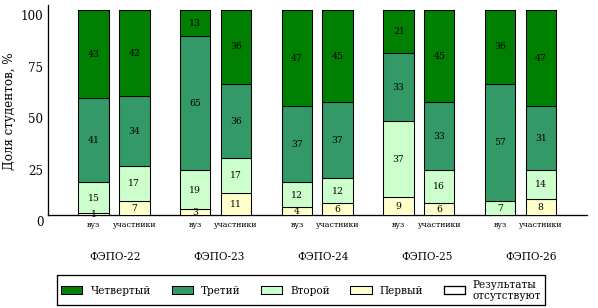 Доля студентов, %
100
75
50
25
0
43 42 13 36 47 45 21 45 36 47
41 34 65 36 37 37 33 33 57 31
15 17 19 17 12 12 37 16 7 14
1 7 3 11 4 6 9 6 8
вуз участники вуз участники вуз участники вуз участники вуз участники
ФЭПО-22 ФЭПО-23 ФЭПО-24 ФЭПО-25 ФЭПО-26
Четвертый Третий Второй Первый Результаты
отсутствуют